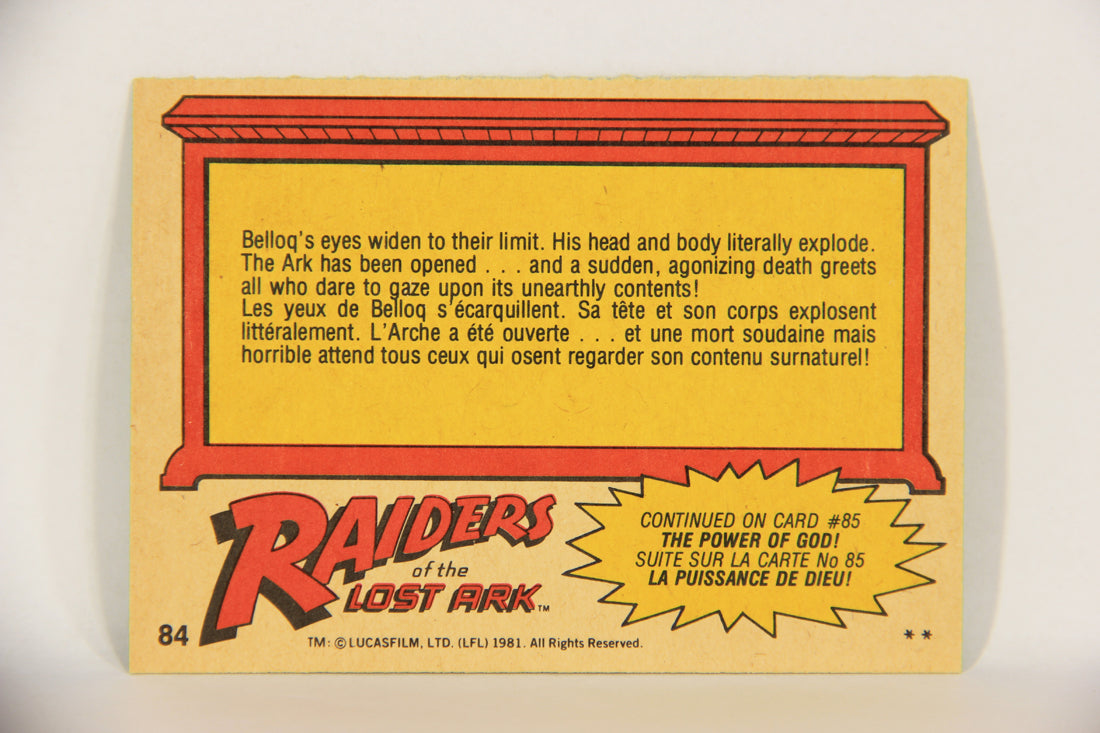 Belloq's eyes widen to their limit. His head and body literally explode.
The Ark has been opened . . . and a sudden, agonizing death greets
all who dare to gaze upon its unearthly contents!
Les yeux de Belloq s'écarquillent. Sa tête et son corps explosent
littéralement. L'Arche a été ouverte . . . et une mort soudaine mais
horrible attend tous ceux qui osent regarder son contenu surnaturel!
RAIDERS
of the
LOST ARK™
CONTINUED ON CARD #85
THE POWER OF GOD!
SUITE SUR LA CARTE No 85
LA PUISSANCE DE DIEU!
84
TM: © LUCASFILM, LTD. (LFL) 1981. All Rights Reserved.
**